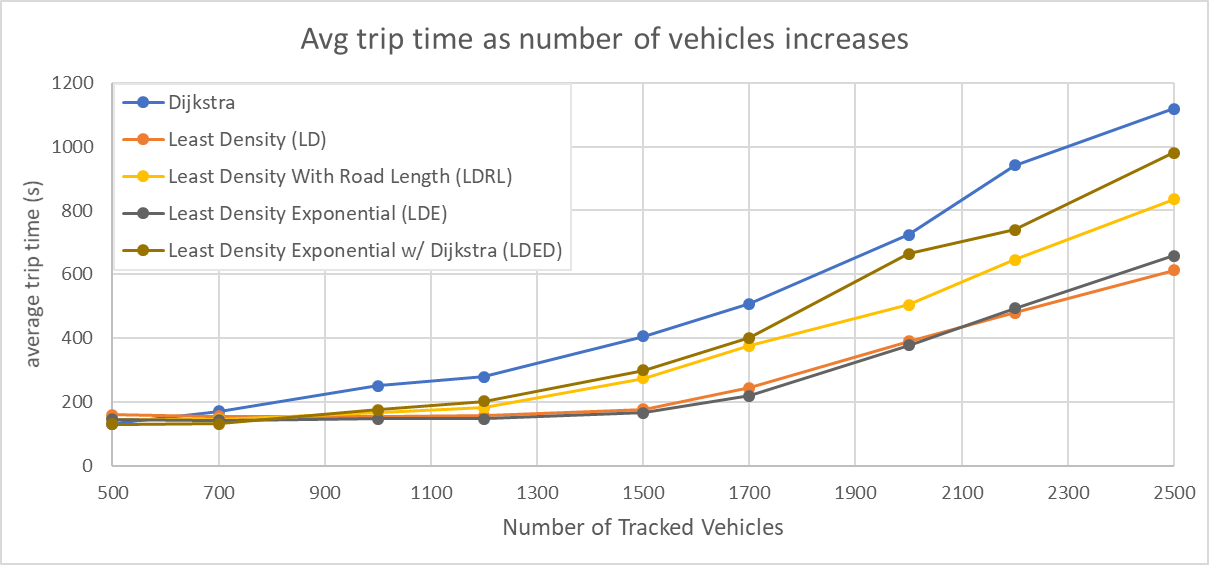 Avg trip time as number of vehicles increases
1200
1000
800
600
400
200
0
average trip time (s)
Dijkstra
Least Density (LD)
Least Density With Road Length (LDRL)
Least Density Exponential (LDE)
Least Density Exponential w/ Dijkstra (LDED)
500 700 900 1100 1300 1500 1700 1900 2100 2300 2500
Number of Tracked Vehicles